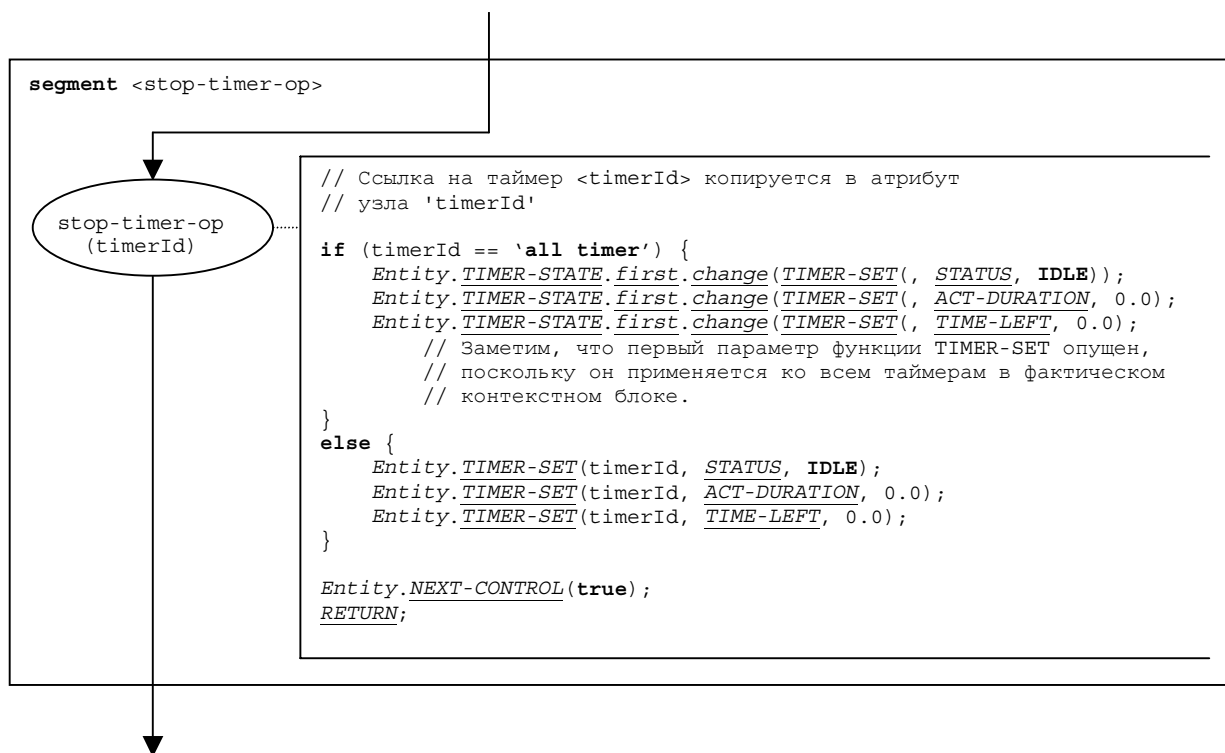 segment <stop-timer-op>
stop-timer-op
(timerId)
// Ссылка на таймер <timerId> копируется в атрибут
// узла 'timerId'
if (timerId == ‘all timer’) {
Entity.TIMER-STATE.first.change(TIMER-SET(, STATUS, IDLE));
Entity.TIMER-STATE.first.change(TIMER-SET(, ACT-DURATION, 0.0);
Entity.TIMER-STATE.first.change(TIMER-SET(, TIME-LEFT, 0.0);
// Заметим, что первый параметр функции TIMER-SET опущен,
// поскольку он применяется ко всем таймерам в фактическом
// контекстном блоке.
}
else {
Entity.TIMER-SET(timerId, STATUS, IDLE);
Entity.TIMER-SET(timerId, ACT-DURATION, 0.0);
Entity.TIMER-SET(timerId, TIME-LEFT, 0.0);
}
Entity.NEXT-CONTROL(true);
RETURN;